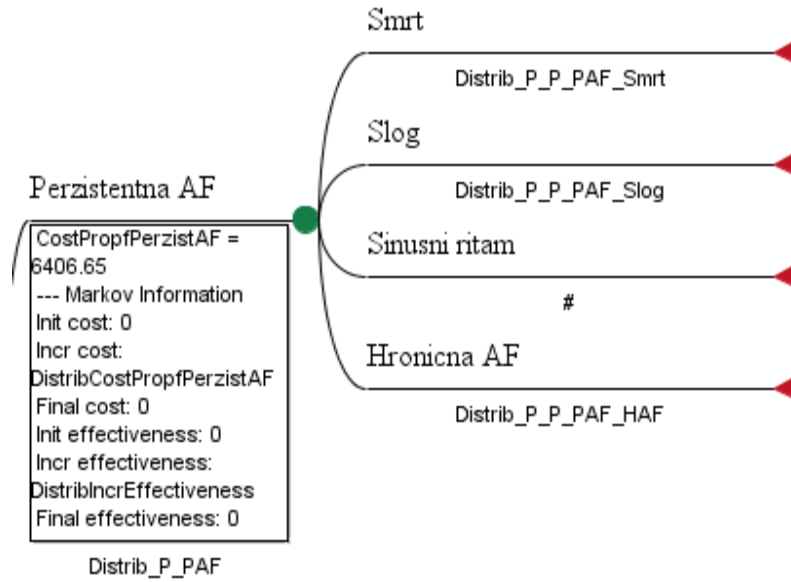 Smrt
Distrib_P_P_PAF_Smrt
Slog
Distrib_P_P_PAF_Slog
Perzistentna AF
CostPropfPerzistAF =
6406.65
--- Markov Information
Init cost: 0
Incr cost:
DistribCostPropfPerzistAF
Final cost: 0
Init effectiveness: 0
Incr effectiveness:
DistribIncrEffectiveness
Final effectiveness: 0
Distrib_P_PAF
Sinusni ritam
#
Hronicna AF
Distrib_P_P_PAF_HAF